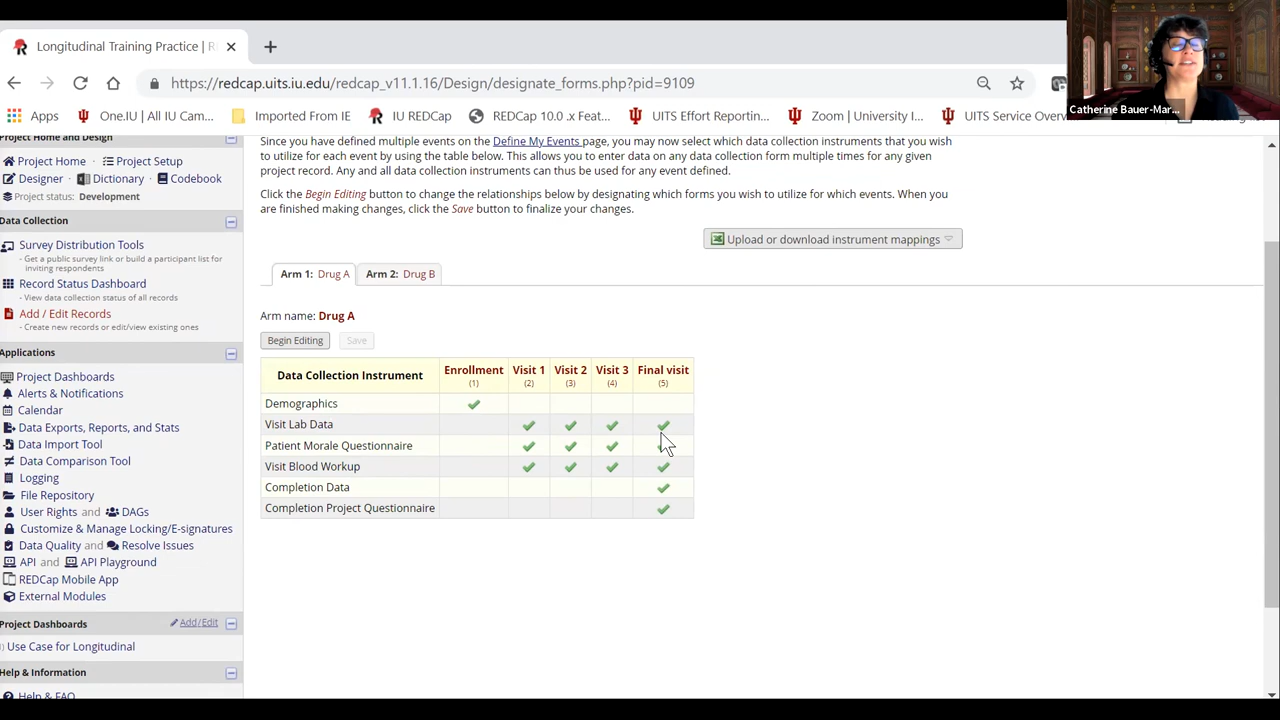 Longitudinal Training Practice | R
https://redcap.uits.iu.edu/redcap_v11.1.16/Design/designate_forms.php?pid=9109
Catherine Bauer-Mar...
Apps
One.IU | All IU Cam...
Imported From IE
IU REDCap
REDCap 10.0 .x Feat...
UITS Effort Reportin...
Zoom | University I...
UITS Service Overv
Project Home and Design
Project Home
Project Setup
Designer
Dictionary
Codebook
Project status: Development
Data Collection
Survey Distribution Tools
- Get a public survey link or build a participant list for
inviting respondents
Record Status Dashboard
- View data collection status of all records
Add / Edit Records
- Create new records or edit/view existing ones
Applications
Project Dashboards
Alerts & Notifications
Calendar
Data Exports, Reports, and Stats
Data Import Tool
Data Comparison Tool
Logging
File Repository
User Rights and DAGs
Customize & Manage Locking/E-signatures
Data Quality and Resolve Issues
API and API Playground
REDCap Mobile App
External Modules
Project Dashboards
Add/Edit
Use Case for Longitudinal
Help & Information
Help & FAQ
Since you have defined multiple events on the Define My Events page, you may now select which data collection instruments that you wish
to utilize for each event by using the table below. This allows you to enter data on any data collection form multiple times for any given
project record. Any and all data collection instruments can thus be used for any event defined.
Click the Begin Editing button to change the relationships below by designating which forms you wish to utilize for which events. When you
are finished making changes, click the Save button to finalize your changes.
Upload or download instrument mappings
Arm 1: Drug A
Arm 2: Drug B
Arm name: Drug A
Begin Editing
Save
Data Collection Instrument
Enrollment
(1)
Visit 1
(2)
Visit 2
(3)
Visit 3
(4)
Final visit
(5)
Demographics
Visit Lab Data
Patient Morale Questionnaire
Visit Blood Workup
Completion Data
Completion Project Questionnaire